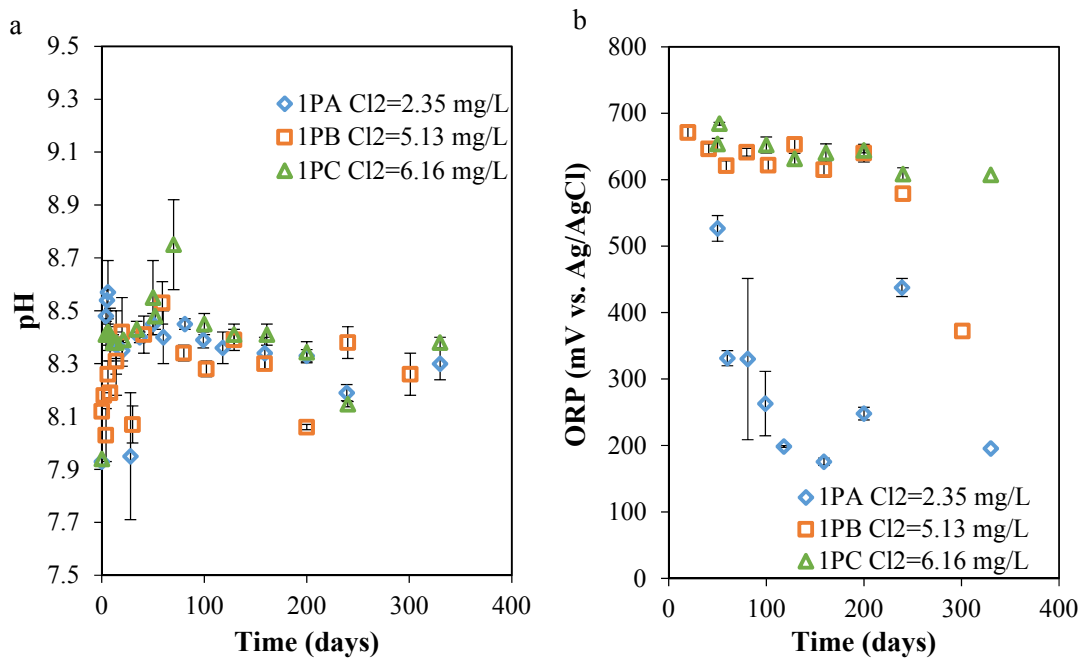 a
9.5
9.3
9.1
8.9
8.7
8.5
8.3
8.1
7.9
7.7
7.5
pH
1PA Cl2=2.35 mg/L
1PB Cl2=5.13 mg/L
1PC Cl2=6.16 mg/L
0 100 200 300 400
Time (days)
b
800
700
600
500
400
300
200
100
0
ORP (mV vs. Ag/AgCl)
1PA Cl2=2.35 mg/L
1PB Cl2=5.13 mg/L
1PC Cl2=6.16 mg/L
0 100 200 300 400
Time (days)